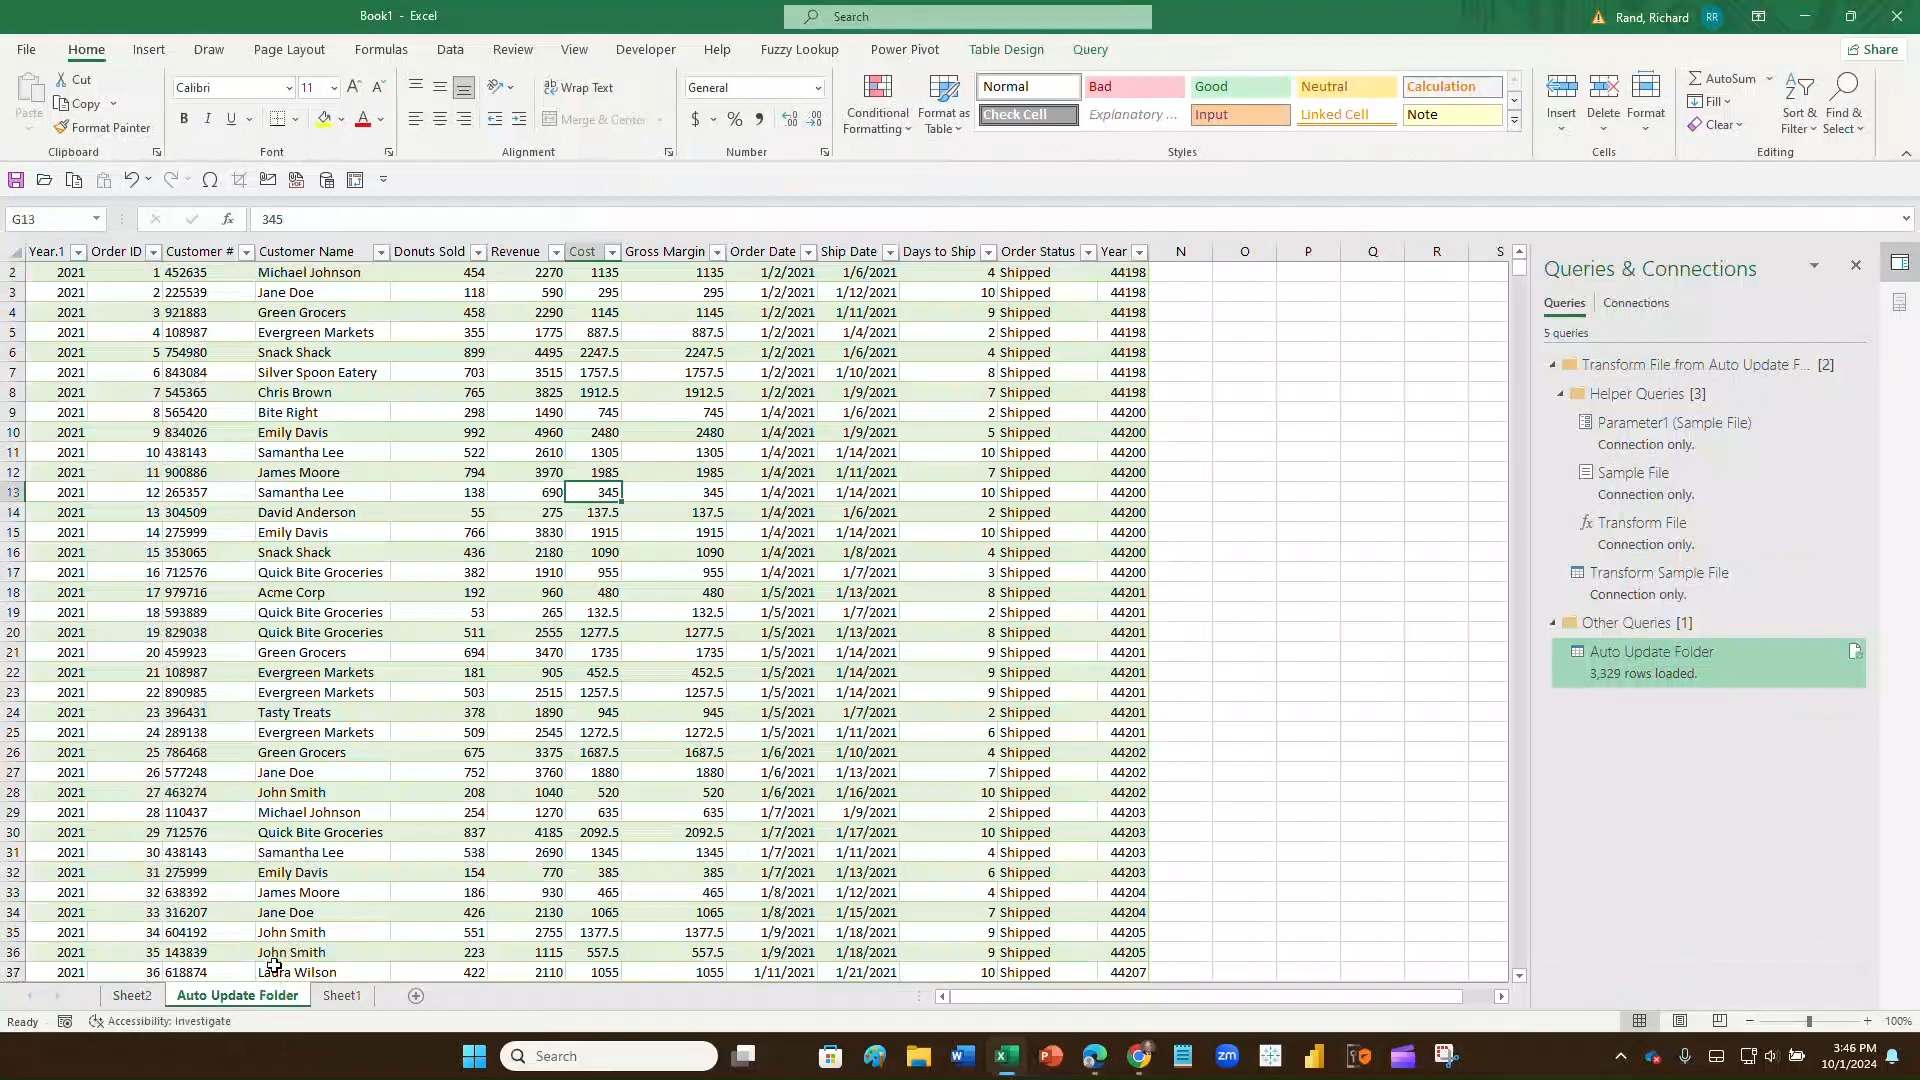 Book1 - Excel
Search
Rand, Richard
RR
File Home Insert Draw Page Layout Formulas Data Review View Developer Help Fuzzy Lookup Power Pivot Table Design Query
Share
Paste
Cut
Copy
Format Painter
Clipboard
Calibri 11
B I U
Font
Wrap Text
Merge & Center
Alignment
General
$ % 9
Number
Conditional Formatting
Format as Table
Normal Bad Good Neutral Calculation
Check Cell Explanatory ... Input Linked Cell Note
Styles
Insert Delete Format
Cells
AutoSum
Fill
Clear
Sort & Filter
Find & Select
Editing
G13
fx
345
Year.1 Order ID Customer # Customer Name Donuts Sold Revenue Cost Gross Margin Order Date Ship Date Days to Ship Order Status Year N O P Q R S
2 2021 1 452635 Michael Johnson 454 2270 1135 1135 1/2/2021 1/6/2021 4 Shipped 44198
3 2021 2 225539 Jane Doe 118 590 295 295 1/2/2021 1/12/2021 10 Shipped 44198
4 2021 3 921883 Green Grocers 458 2290 1145 1145 1/2/2021 1/11/2021 9 Shipped 44198
5 2021 4 108987 Evergreen Markets 355 1775 887.5 887.5 1/2/2021 1/4/2021 2 Shipped 44198
6 2021 5 754980 Snack Shack 899 4495 2247.5 2247.5 1/2/2021 1/6/2021 4 Shipped 44198
7 2021 6 843084 Silver Spoon Eatery 703 3515 1757.5 1757.5 1/2/2021 1/10/2021 8 Shipped 44198
8 2021 7 545365 Chris Brown 765 3825 1912.5 1912.5 1/2/2021 1/9/2021 7 Shipped 44198
9 2021 8 565420 Bite Right 298 1490 745 745 1/4/2021 1/6/2021 2 Shipped 44200
10 2021 9 834026 Emily Davis 992 4960 2480 2480 1/4/2021 1/9/2021 5 Shipped 44200
11 2021 10 438143 Samantha Lee 522 2610 1305 1305 1/4/2021 1/14/2021 10 Shipped 44200
12 2021 11 900886 James Moore 794 3970 1985 1985 1/4/2021 1/11/2021 7 Shipped 44200
13 2021 12 265357 Samantha Lee 138 690 345 345 1/4/2021 1/14/2021 10 Shipped 44200
14 2021 13 304509 David Anderson 55 275 137.5 137.5 1/4/2021 1/6/2021 2 Shipped 44200
15 2021 14 275999 Emily Davis 766 3830 1915 1915 1/4/2021 1/14/2021 10 Shipped 44200
16 2021 15 353065 Snack Shack 436 2180 1090 1090 1/4/2021 1/8/2021 4 Shipped 44200
17 2021 16 712576 Quick Bite Groceries 382 1910 955 955 1/4/2021 1/7/2021 3 Shipped 44200
18 2021 17 979716 Acme Corp 192 960 480 480 1/5/2021 1/13/2021 8 Shipped 44201
19 2021 18 593889 Quick Bite Groceries 53 265 132.5 132.5 1/5/2021 1/7/2021 2 Shipped 44201
20 2021 19 829038 Quick Bite Groceries 511 2555 1277.5 1277.5 1/5/2021 1/13/2021 8 Shipped 44201
21 2021 20 459923 Green Grocers 694 3470 1735 1735 1/5/2021 1/14/2021 9 Shipped 44201
22 2021 21 108987 Evergreen Markets 181 905 452.5 452.5 1/5/2021 1/14/2021 9 Shipped 44201
23 2021 22 890985 Evergreen Markets 503 2515 1257.5 1257.5 1/5/2021 1/14/2021 9 Shipped 44201
24 2021 23 396431 Tasty Treats 378 1890 945 945 1/5/2021 1/7/2021 2 Shipped 44201
25 2021 24 289138 Evergreen Markets 509 2545 1272.5 1272.5 1/5/2021 1/11/2021 6 Shipped 44201
26 2021 25 786468 Green Grocers 675 3375 1687.5 1687.5 1/6/2021 1/10/2021 4 Shipped 44202
27 2021 26 577248 Jane Doe 752 3760 1880 1880 1/6/2021 1/13/2021 7 Shipped 44202
28 2021 27 463274 John Smith 208 1040 520 520 1/6/2021 1/16/2021 10 Shipped 44202
29 2021 28 110437 Michael Johnson 254 1270 635 635 1/7/2021 1/9/2021 2 Shipped 44203
30 2021 29 712576 Quick Bite Groceries 837 4185 2092.5 2092.5 1/7/2021 1/17/2021 10 Shipped 44203
31 2021 30 438143 Samantha Lee 538 2690 1345 1345 1/7/2021 1/11/2021 4 Shipped 44203
32 2021 31 275999 Emily Davis 154 770 385 385 1/7/2021 1/13/2021 6 Shipped 44203
33 2021 32 638392 James Moore 186 930 465 465 1/8/2021 1/12/2021 4 Shipped 44204
34 2021 33 316207 Jane Doe 426 2130 1065 1065 1/8/2021 1/15/2021 7 Shipped 44204
35 2021 34 604192 John Smith 551 2755 1377.5 1377.5 1/9/2021 1/18/2021 9 Shipped 44205
36 2021 35 143839 John Smith 223 1115 557.5 557.5 1/9/2021 1/18/2021 9 Shipped 44205
37 2021 36 618874 Laura Wilson 422 2110 1055 1055 1/11/2021 1/21/2021 10 Shipped 44207
Queries & Connections
Queries Connections
5 queries
Transform File from Auto Update F... [2]
Helper Queries [3]
Parameter1 (Sample File)
Connection only.
Sample File
Connection only.
fx Transform File
Connection only.
Transform Sample File
Connection only.
Other Queries [1]
Auto Update Folder
3,329 rows loaded.
Sheet2 Auto Update Folder Sheet1
Ready
Accessibility: Investigate
100%
Search
zm
3:46 PM
10/1/2024